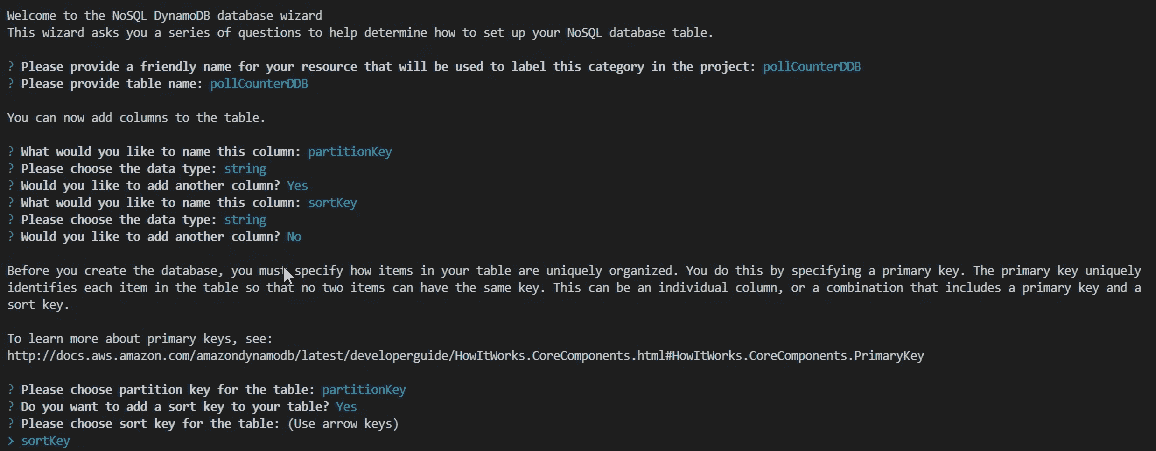 Welcome to the NoSQL DynamoDB database wizard
This wizard asks you a series of questions to help determine how to set up your NoSQL database table.
? Please provide a friendly name for your resource that will be used to label this category in the project: pollCounterDDB
? Please provide table name: pollCounterDDB
You can now add columns to the table.
? What would you like to name this column: partitionKey
? Please choose the data type: string
? Would you like to add another column? Yes
? What would you like to name this column: sortKey
? Please choose the data type: string
? Would you like to add another column? No
Before you create the database, you must specify how items in your table are uniquely organized. You do this by specifying a primary key. The primary key uniquely
identifies each item in the table so that no two items can have the same key. This can be an individual column, or a combination that includes a primary key and a
sort key.
To learn more about primary keys, see:
http://docs.aws.amazon.com/amazondynamodb/latest/developerguide/HowItWorks.CoreComponents.html#HowItWorks.CoreComponents.PrimaryKey
? Please choose partition key for the table: partitionKey
? Do you want to add a sort key to your table? Yes
? Please choose sort key for the table: (Use arrow keys)
> sortKey